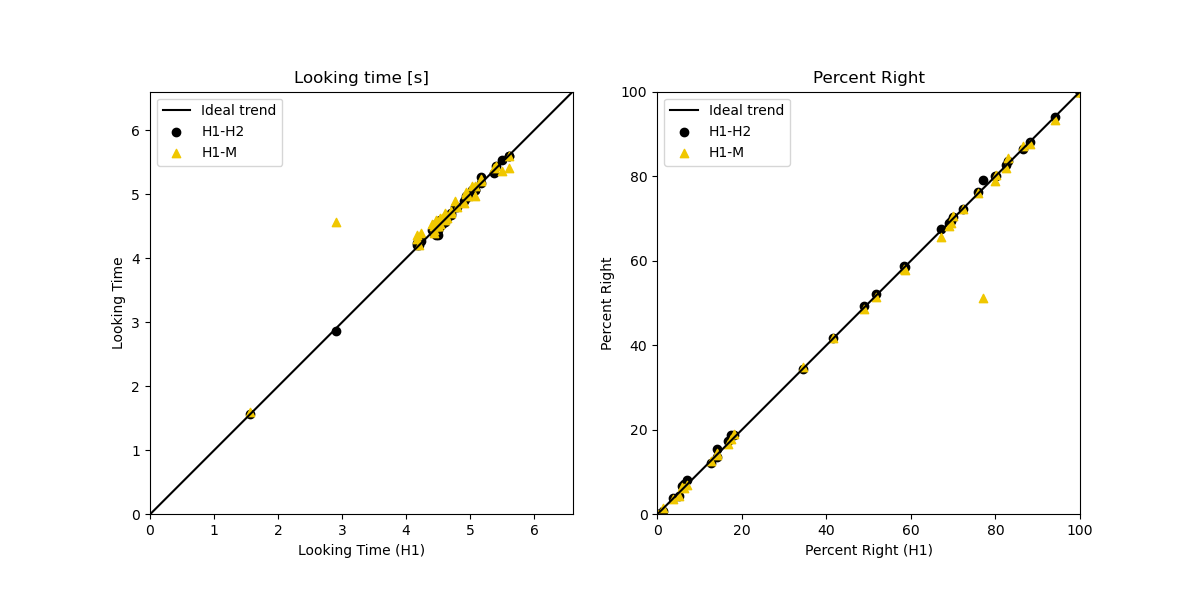 Looking time [s]
Ideal trend
H1-H2
H1-M
Looking Time
6
5
4
3
2
1
0
0 1 2 3 4 5 6
Looking Time (H1)
Percent Right
Ideal trend
H1-H2
H1-M
Percent Right
100
80
60
40
20
0
0 20 40 60 80 100
Percent Right (H1)